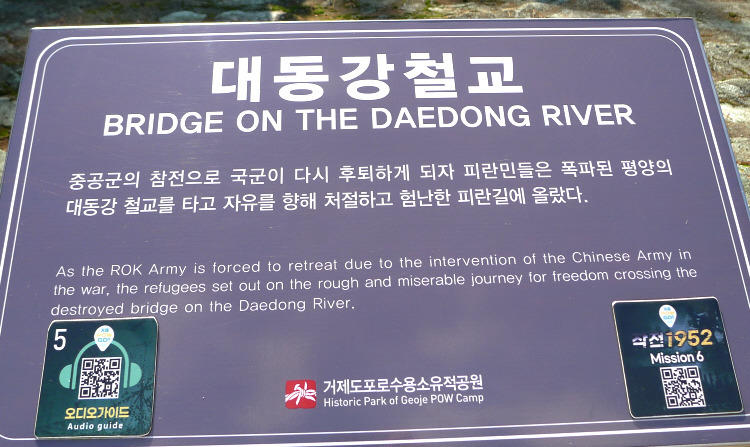 대동강철교
BRIDGE ON THE DAEDONG RIVER
중공군의 참전으로 국군이 다시 후퇴하게 되자 피란민들은 폭파된 평양의
대동강 철교를 타고 자유를 향해 처절하고 험난한 피란길에 올랐다.
As the ROK Army is forced to retreat due to the intervention of the Chinese Army in
the war, the refugees set out on the rough and miserable journey for freedom crossing the
destroyed bridge on the Daedong River.
5
오디오가이드
Audio guide
거제도포로수용소유적공원
Historic Park of Geoje POW Camp
작전1952
Mission 6